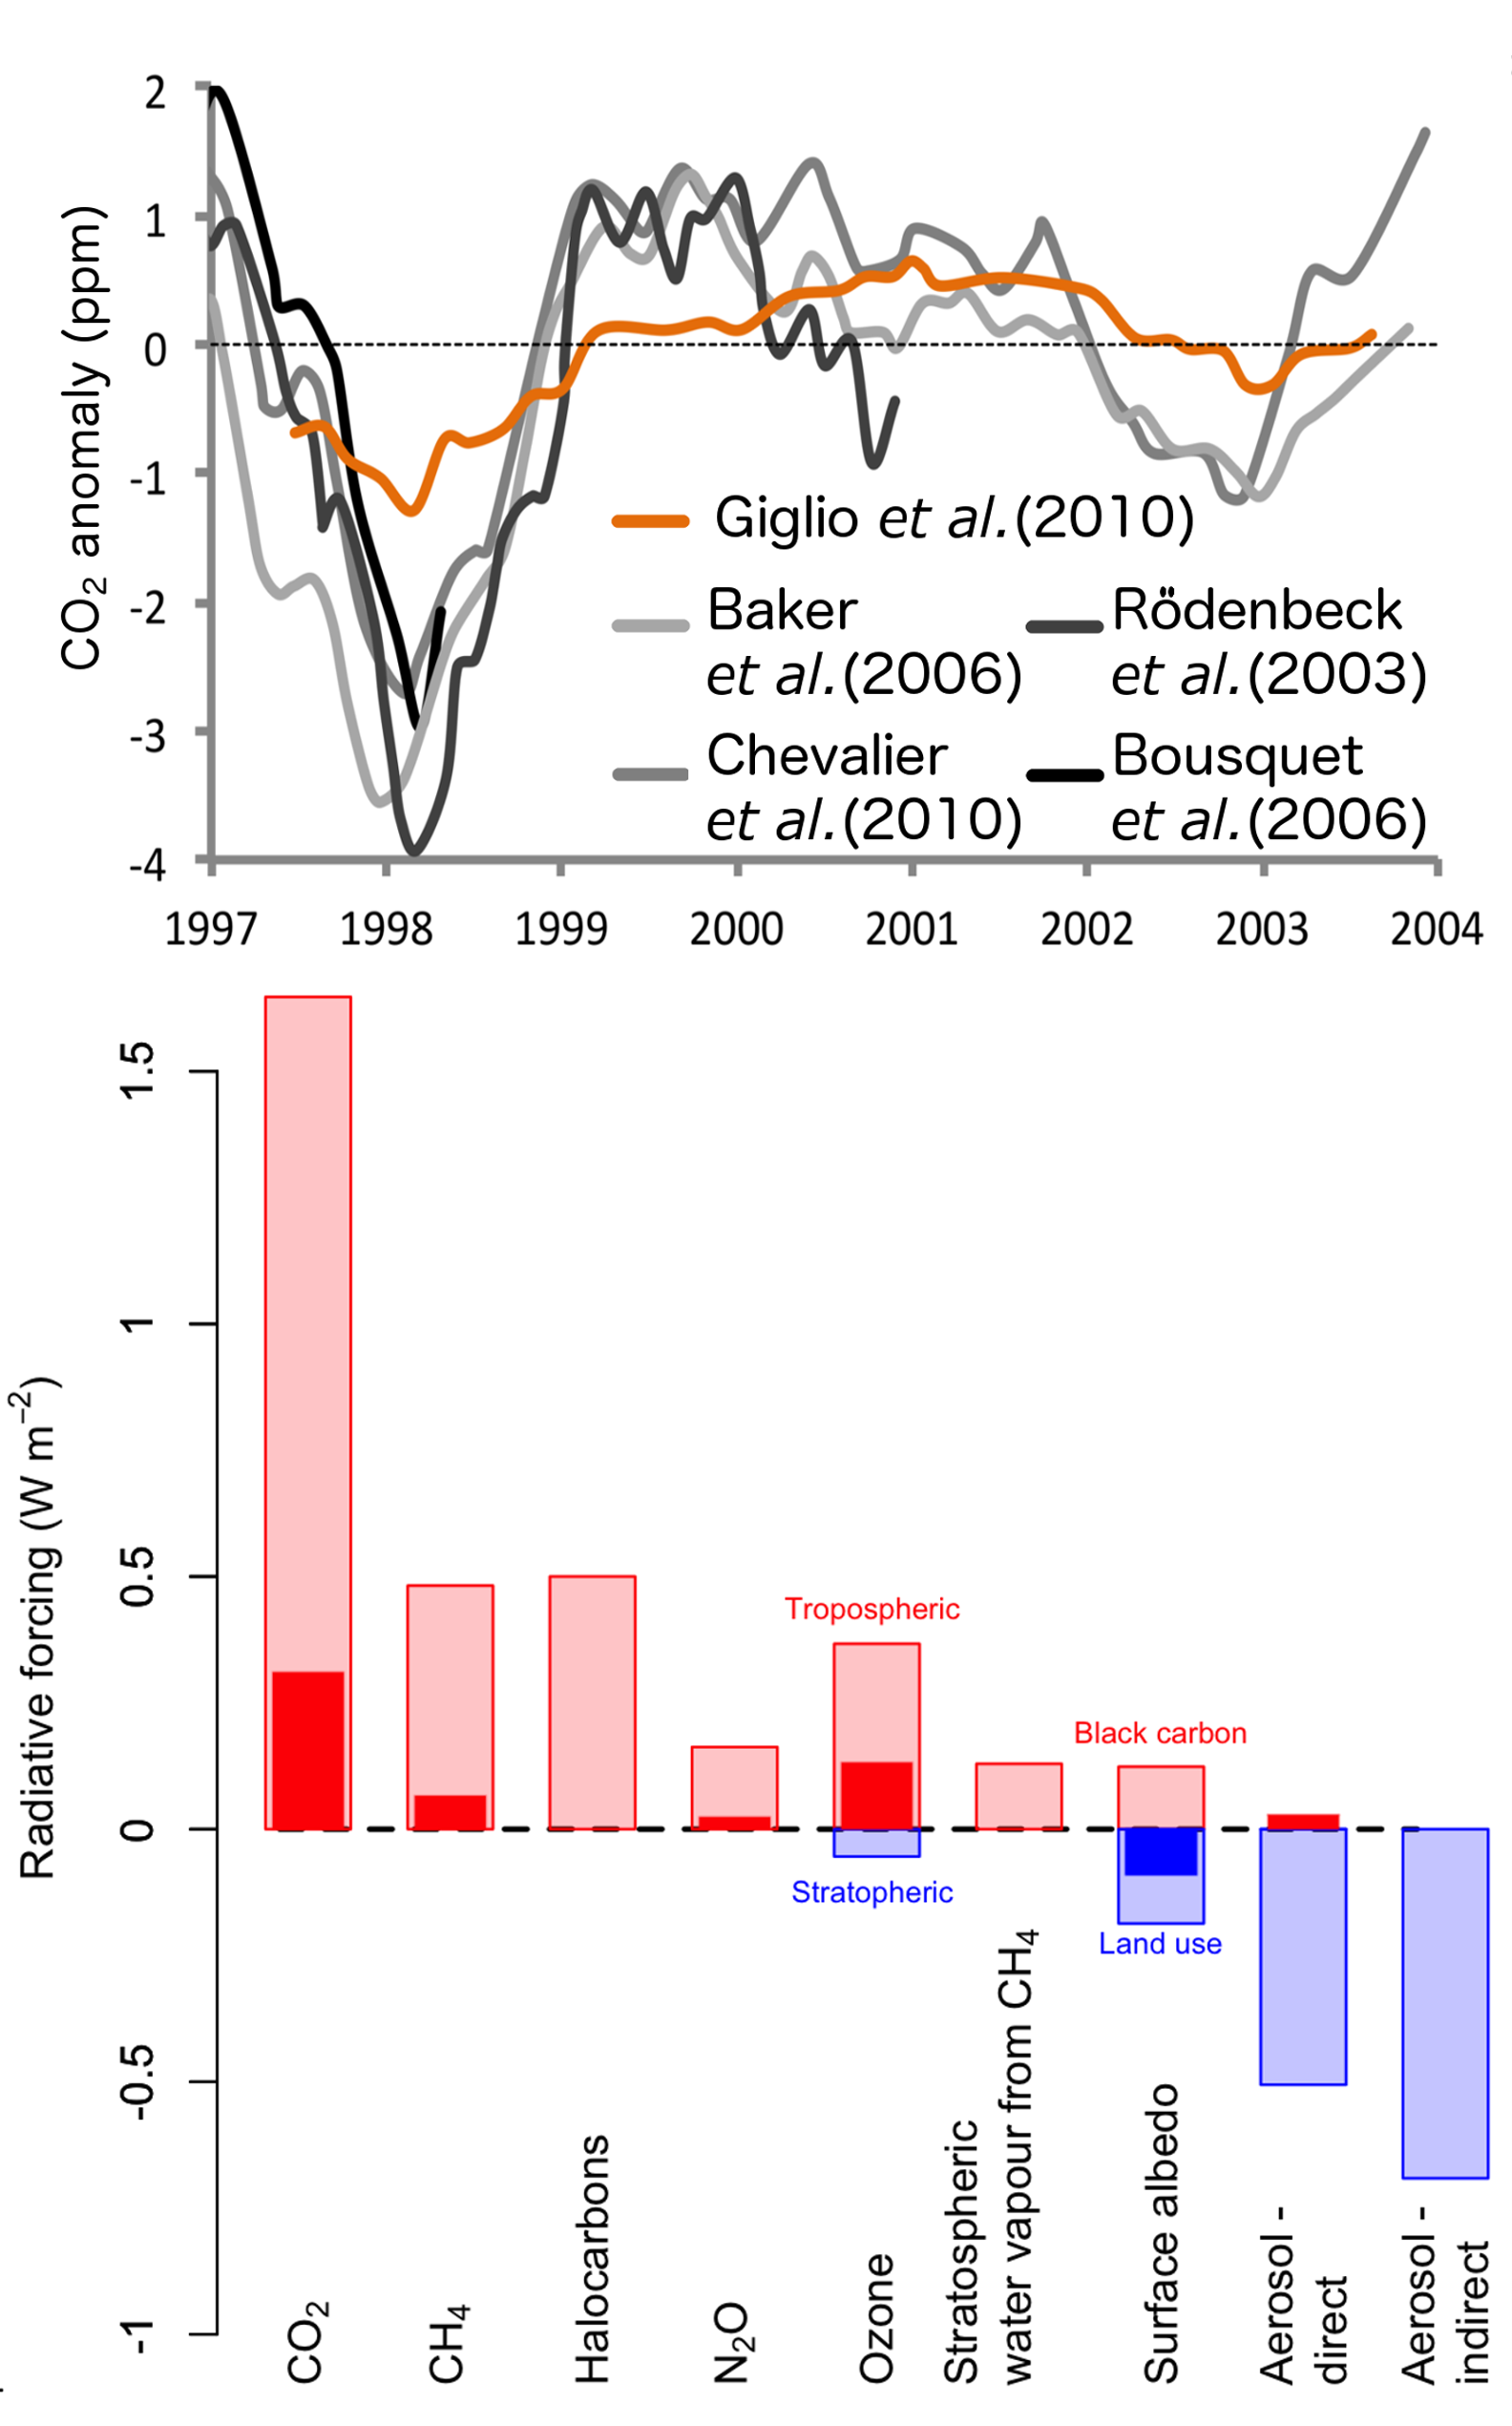 2
1
0
-1
-2
-3
-4
CO₂ anomaly (ppm)
Giglio et al.(2010)
Baker
et al.(2006)
Rödenbeck
et al.(2003)
Chevalier
et al.(2010)
Bousquet
et al.(2006)
1997 1998 1999 2000 2001 2002 2003 2004
1.5
1
0.5
0
-0.5
-1
Radiative forcing (W m⁻²)
Tropospheric
Stratopheric
Black carbon
Land use
CO₂
CH₄
Halocarbons
N₂O
Ozone
Stratospheric
water vapour from CH₄
Surface albedo
Aerosol -
direct
Aerosol -
indirect